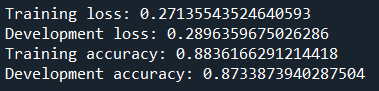 Training loss: 0.27135543524640593
Development loss: 0.2896359675026286
Training accuracy: 0.8836166291214418
Development accuracy: 0.8733873940287504